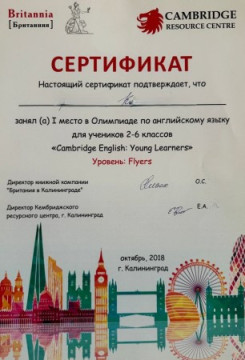 Britannia
[Британния]
CAMBRIDGE
RESOURCE CENTRE
СЕРТИФИКАТ
Настоящий сертификат подтверждает, что
занял (а) I место в Олимпиаде по английскому языку
для учеников 2-6 классов
«Cambridge English: Young Learners»
Уровень: Flyers
Директор книжной компании
"Британия в Калининграде"
О.С.
Директор Кембриджского
ресурсного центра, г. Калининград
Е.А.
октябрь, 2018
г. Калининград